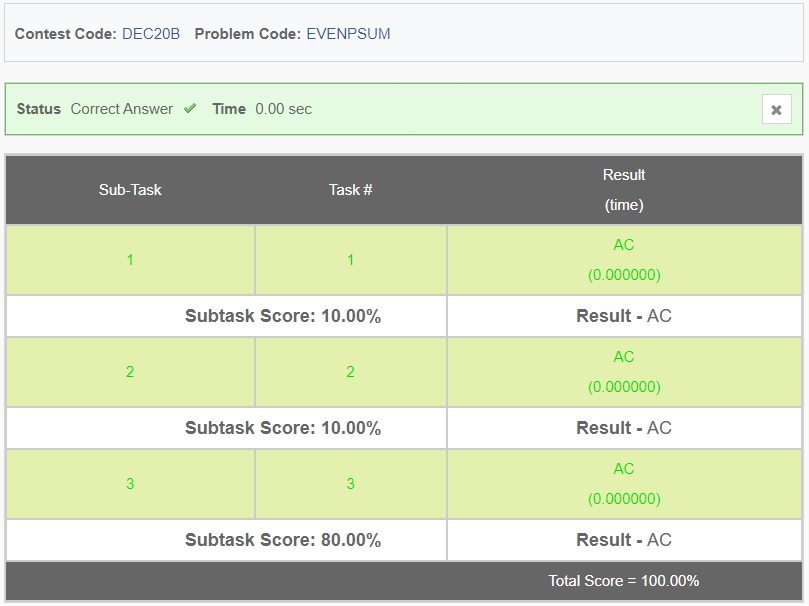 Contest Code: DEC20B Problem Code: EVENPSUM
Status Correct Answer ✔ Time 0.00 sec ✖
Sub-Task Task # Result
(time)
1 1 AC
(0.000000)
Subtask Score: 10.00% Result - AC
2 2 AC
(0.000000)
Subtask Score: 10.00% Result - AC
3 3 AC
(0.000000)
Subtask Score: 80.00% Result - AC
Total Score = 100.00%